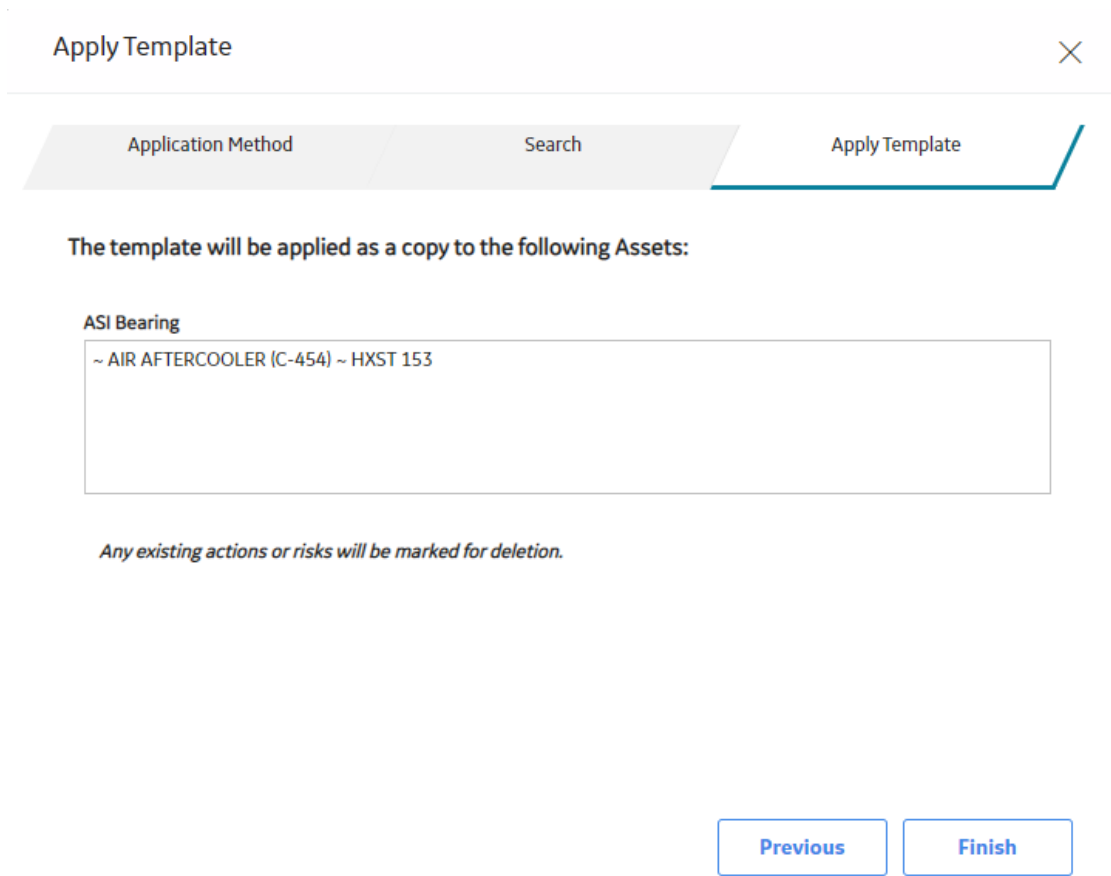 Apply Template
Application Method
Search
Apply Template
The template will be applied as a copy to the following Assets:
ASI Bearing
~ AIR AFTERCOOLER (C-454) ~ HXST 153
Any existing actions or risks will be marked for deletion.
Previous
Finish